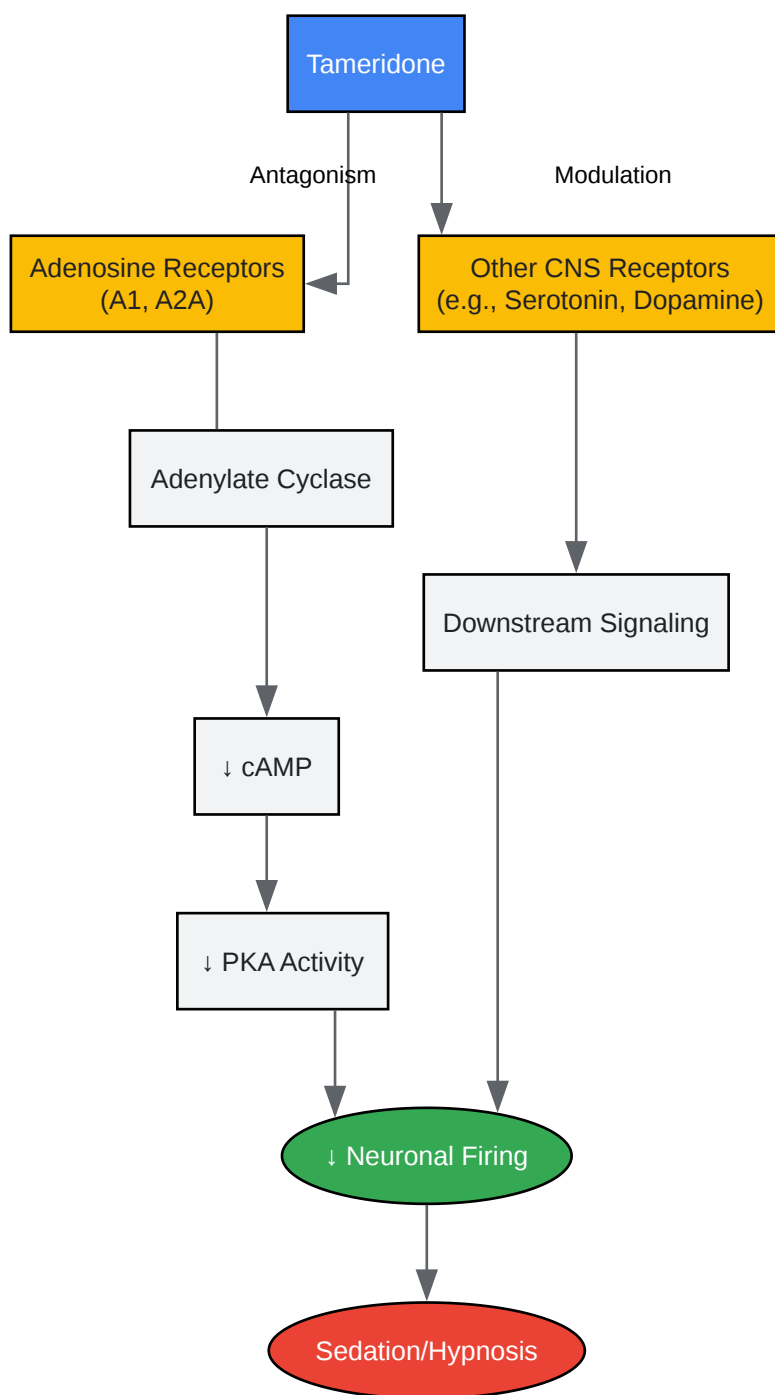 Tameridone
Antagonism
Modulation
Adenosine Receptors
(A1, A2A)
Other CNS Receptors
(e.g., Serotonin, Dopamine)
Adenylate Cyclase
Downstream Signaling
↓ cAMP
↓ PKA Activity
↓ Neuronal Firing
Sedation/Hypnosis